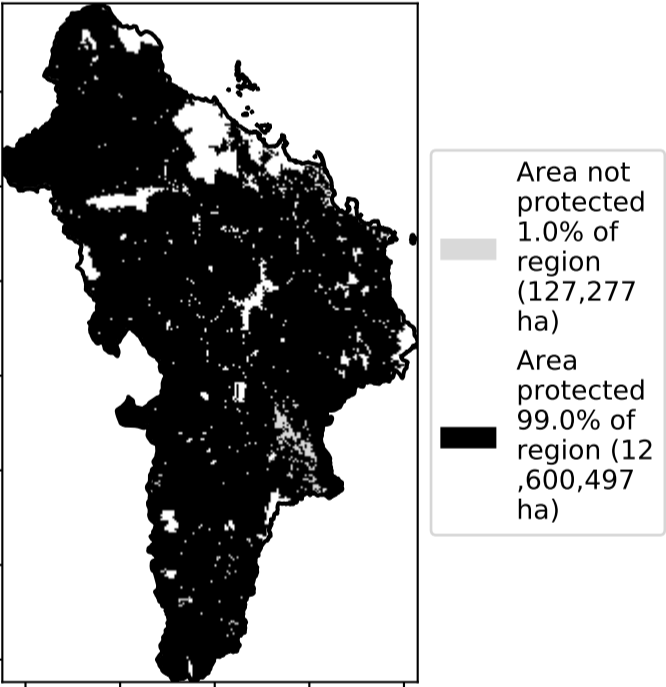 Area not
protected
1.0% of
region
(127,277
ha)
Area
protected
99.0% of
region (12
,600,497
ha)